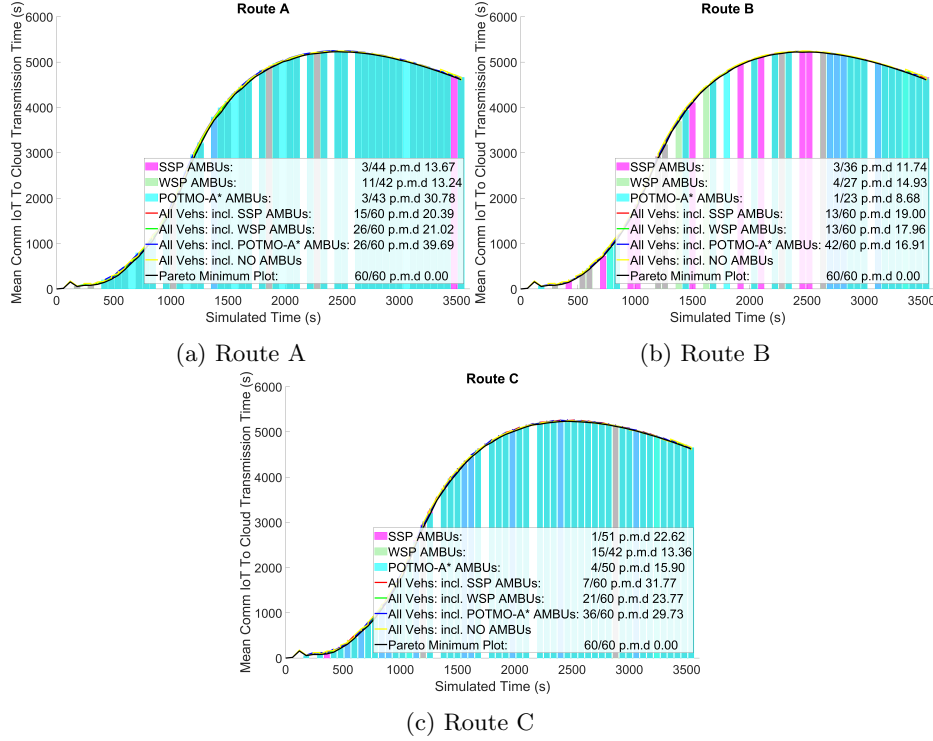 Route A
Mean Comm IoT To Cloud Transmission Time (s)
6000
5000
4000
3000
2000
1000
0
SSP AMBUs: 3/44 p.m.d 13.67
WSP AMBUs: 11/42 p.m.d 13.24
POTMO-A* AMBUs: 3/43 p.m.d 30.78
All Vehs: incl. SSP AMBUs: 15/60 p.m.d 20.39
All Vehs: incl. WSP AMBUs: 26/60 p.m.d 21.02
All Vehs: incl. POTMO-A* AMBUs: 26/60 p.m.d 39.69
All Vehs: incl. NO AMBUs
Pareto Minimum Plot: 60/60 p.m.d 0.00
0 500 1000 1500 2000 2500 3000 3500
Simulated Time (s)
(a) Route A
Route B
Mean Comm IoT To Cloud Transmission Time (s)
6000
5000
4000
3000
2000
1000
0
SSP AMBUs: 3/36 p.m.d 11.74
WSP AMBUs: 4/27 p.m.d 14.93
POTMO-A* AMBUs: 1/23 p.m.d 8.68
All Vehs: incl. SSP AMBUs: 13/60 p.m.d 19.00
All Vehs: incl. WSP AMBUs: 13/60 p.m.d 17.96
All Vehs: incl. POTMO-A* AMBUs: 42/60 p.m.d 16.91
All Vehs: incl. NO AMBUs
Pareto Minimum Plot: 60/60 p.m.d 0.00
0 500 1000 1500 2000 2500 3000 3500
Simulated Time (s)
(b) Route B
Route C
Mean Comm IoT To Cloud Transmission Time (s)
6000
5000
4000
3000
2000
1000
0
SSP AMBUs: 1/51 p.m.d 22.62
WSP AMBUs: 15/42 p.m.d 13.36
POTMO-A* AMBUs: 4/50 p.m.d 15.90
All Vehs: incl. SSP AMBUs: 7/60 p.m.d 31.77
All Vehs: incl. WSP AMBUs: 21/60 p.m.d 23.77
All Vehs: incl. POTMO-A* AMBUs: 36/60 p.m.d 29.73
All Vehs: incl. NO AMBUs
Pareto Minimum Plot: 60/60 p.m.d 0.00
0 500 1000 1500 2000 2500 3000 3500
Simulated Time (s)
(c) Route C